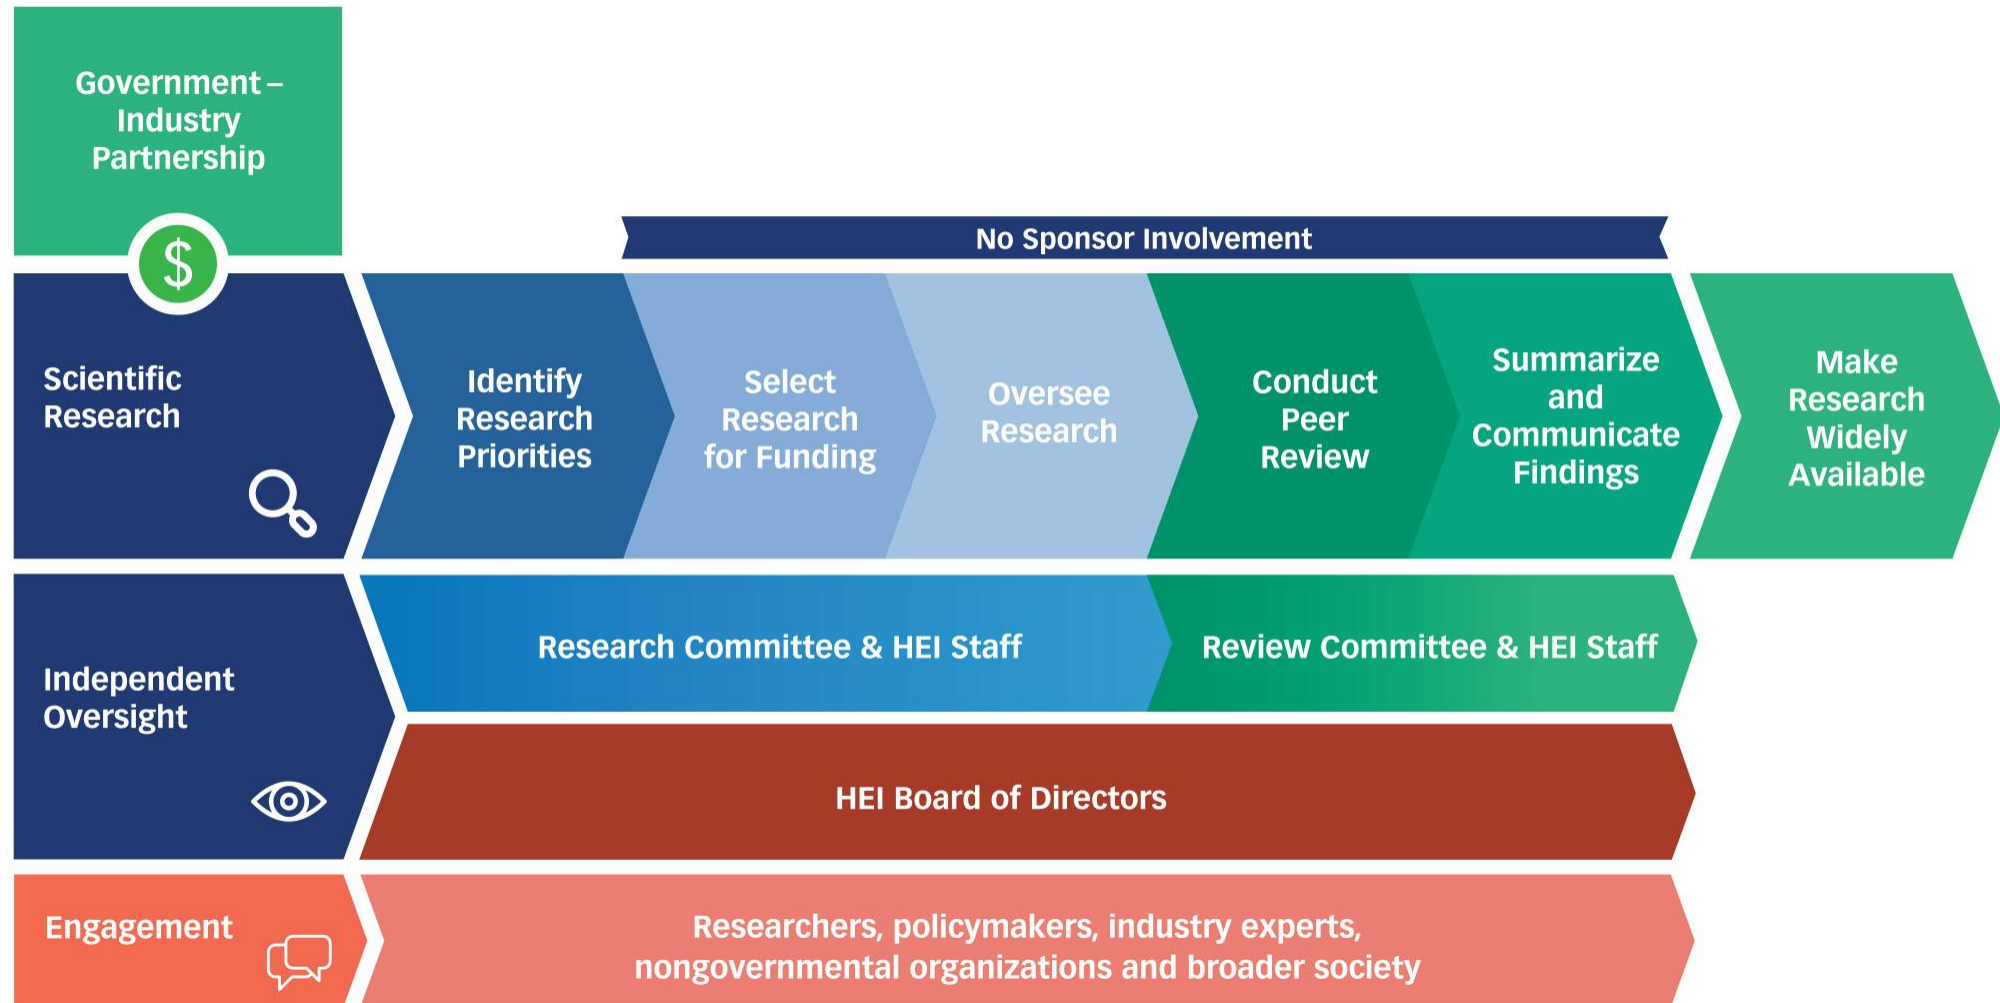 Government –
Industry
Partnership
$
No Sponsor Involvement
Scientific
Research
Identify
Research
Priorities
Select
Research
for Funding
Oversee
Research
Conduct
Peer
Review
Summarize
and
Communicate
Findings
Make
Research
Widely
Available
Independent
Oversight
Research Committee & HEI Staff
Review Committee & HEI Staff
HEI Board of Directors
Engagement
Researchers, policymakers, industry experts,
nongovernmental organizations and broader society